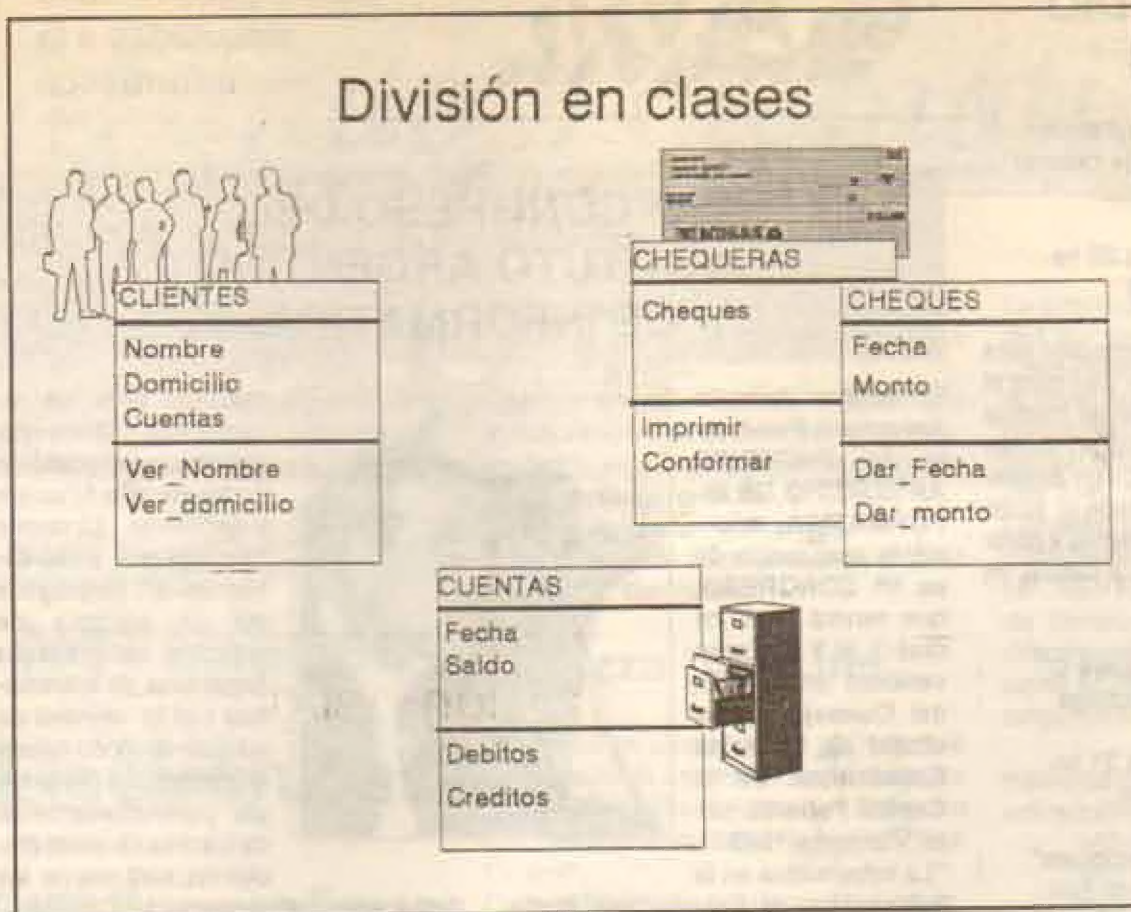 División en clases
CLIENTES
Nombre
Domicilio
Cuentas
Ver_Nombre
Ver_domicilio
CHEQUERAS
Cheques
Imprimir
Conformar
CHEQUES
Fecha
Monto
Dar_Fecha
Dar_monto
CUENTAS
Fecha
Saldo
Debitos
Creditos